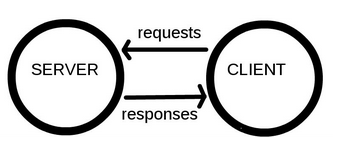 requests
SERVER
CLIENT
responses